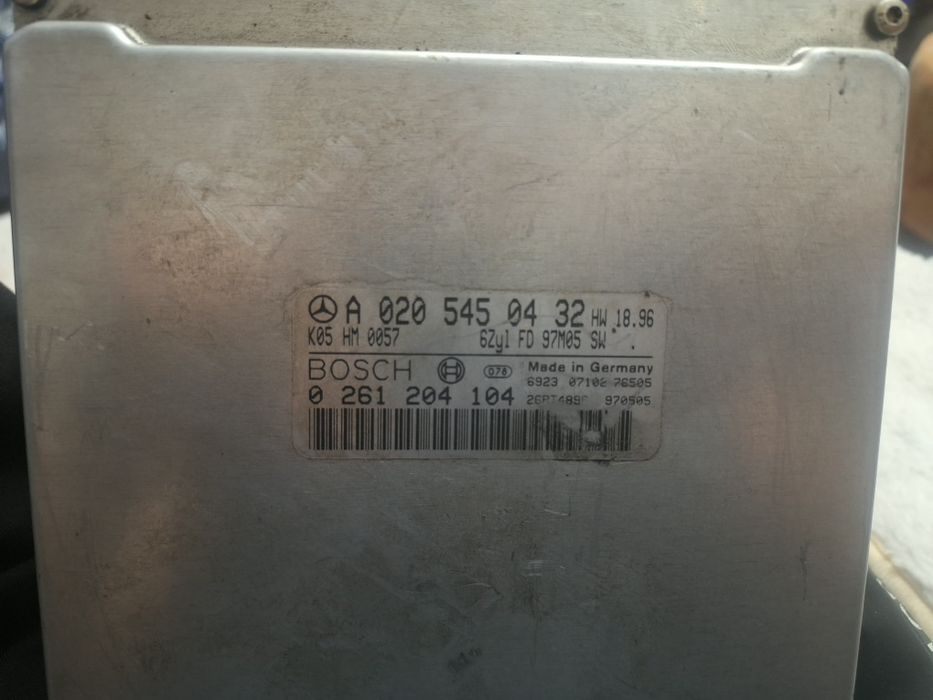 A 020 545 04 32 HW 18.96
K05 HM 0057 6Zyl FD 97M05 SW
BOSCH 078 Made in Germany
6923 07102 76505
0 261 204 104 970505